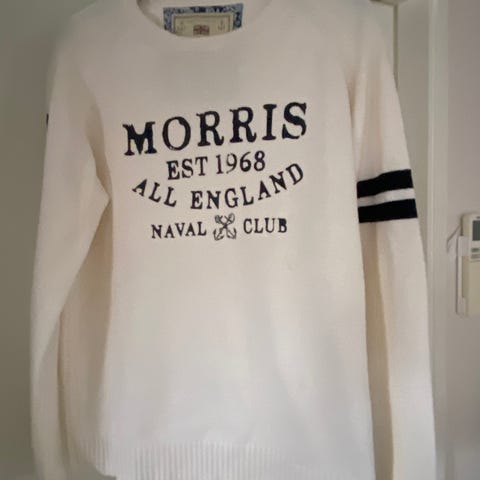 MORRIS
EST 1968
ALL ENGLAND
NAVAL CLUB